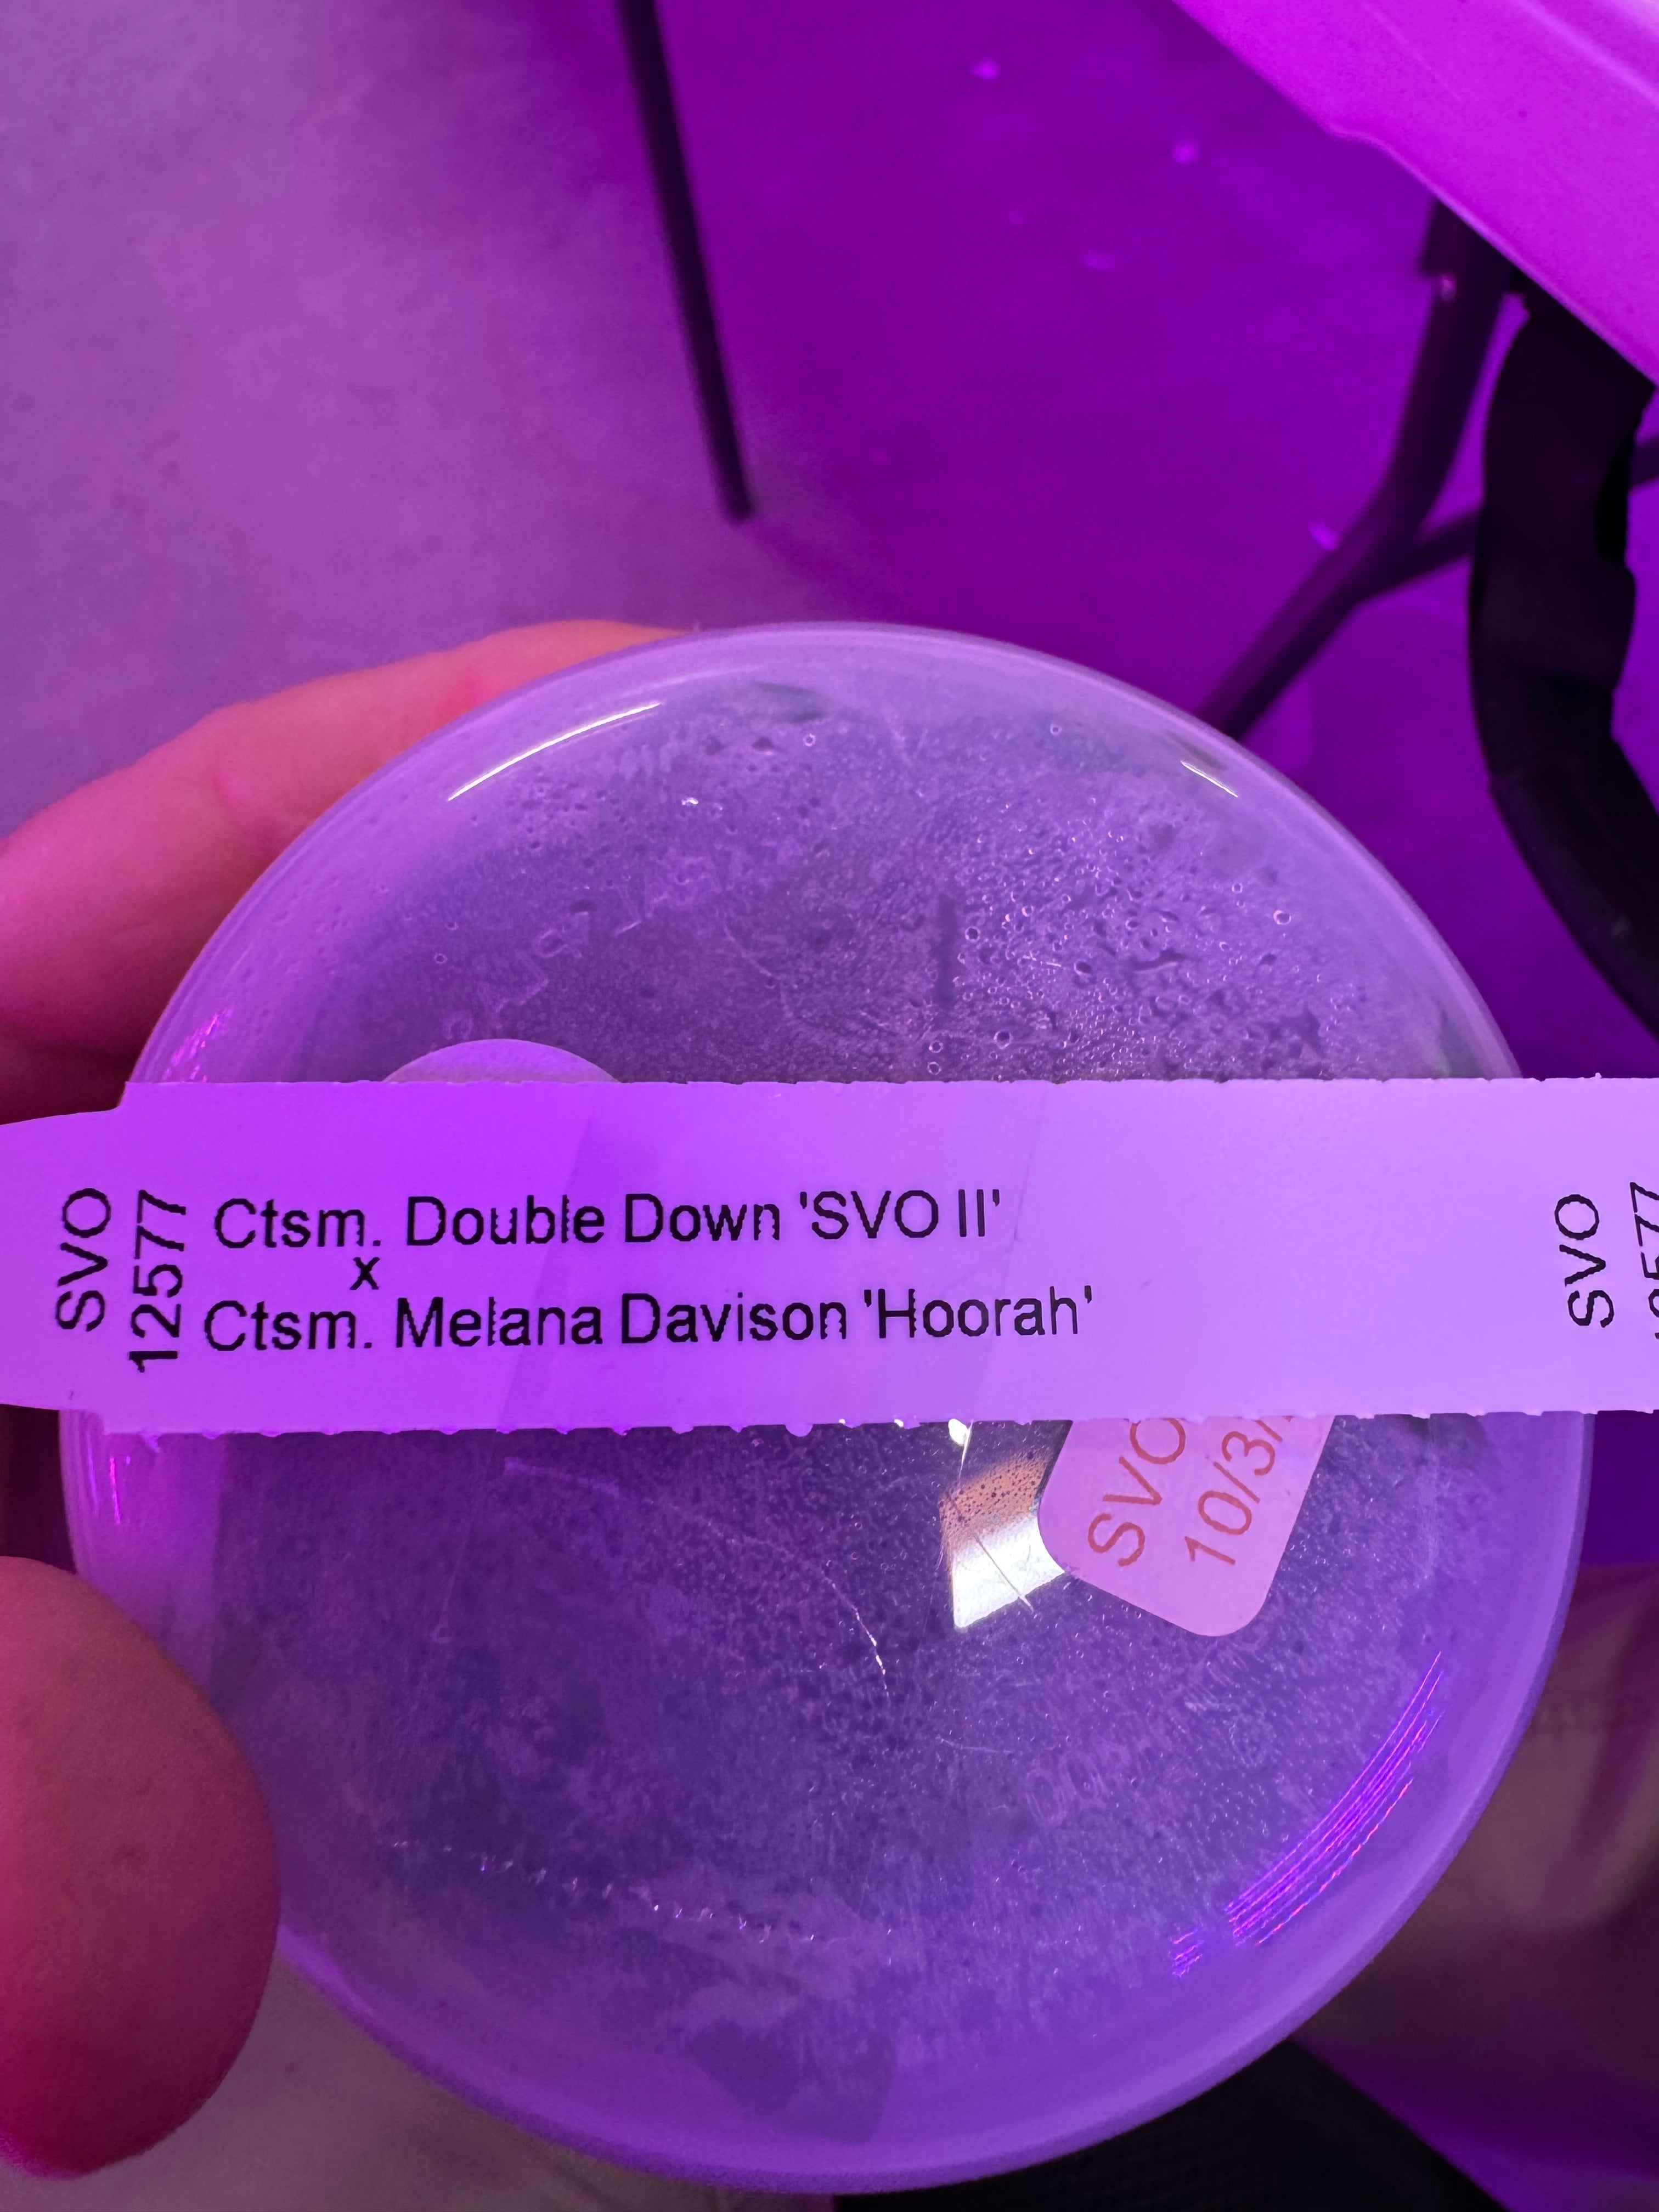 SVO
12577
Ctsm. Double Down 'SVO II'
x
Ctsm. Melana Davison 'Hoorah'
SVO
SVO
10/3/